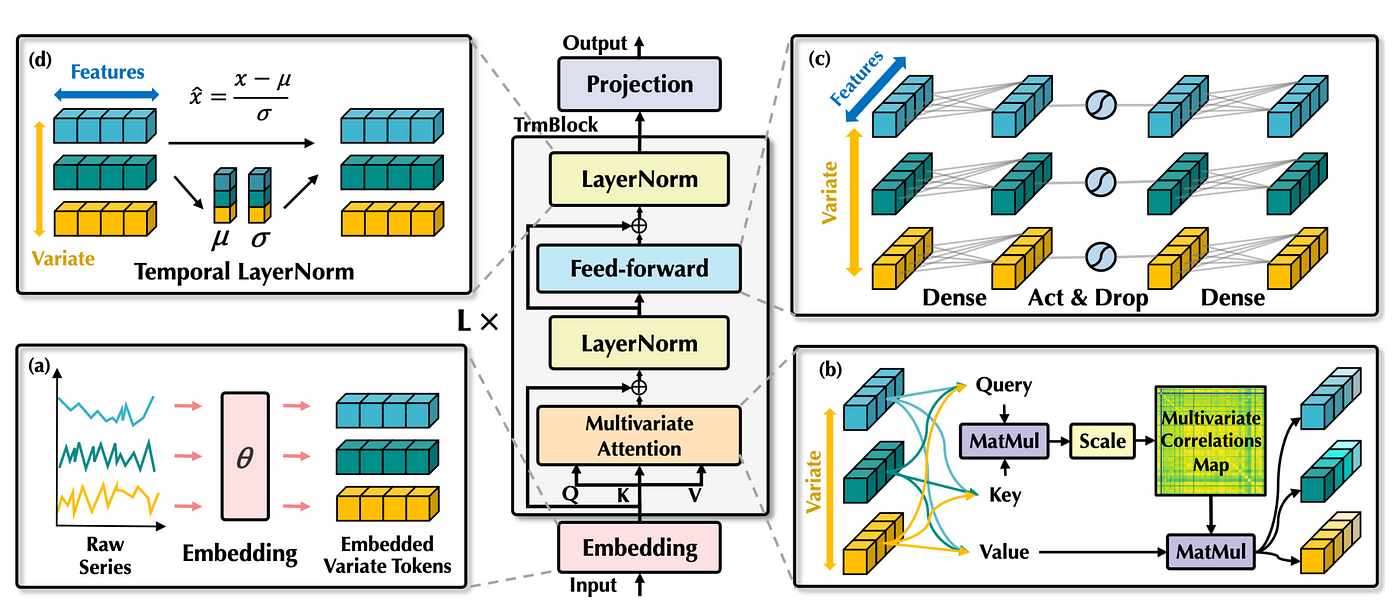 (d)
Features
x̂ = x − μ / σ
μ σ
Variate
Temporal LayerNorm
(a)
θ
Raw
Series
Embedding
Embedded
Variate Tokens
Output
Projection
TrmBlock
LayerNorm
Feed-forward
L ×
LayerNorm
Multivariate
Attention
Q K V
Embedding
Input
(c)
Features
Variate
Dense Act & Drop Dense
(b)
Variate
Query
MatMul
Scale
Multivariate
Correlations
Map
Key
Value
MatMul